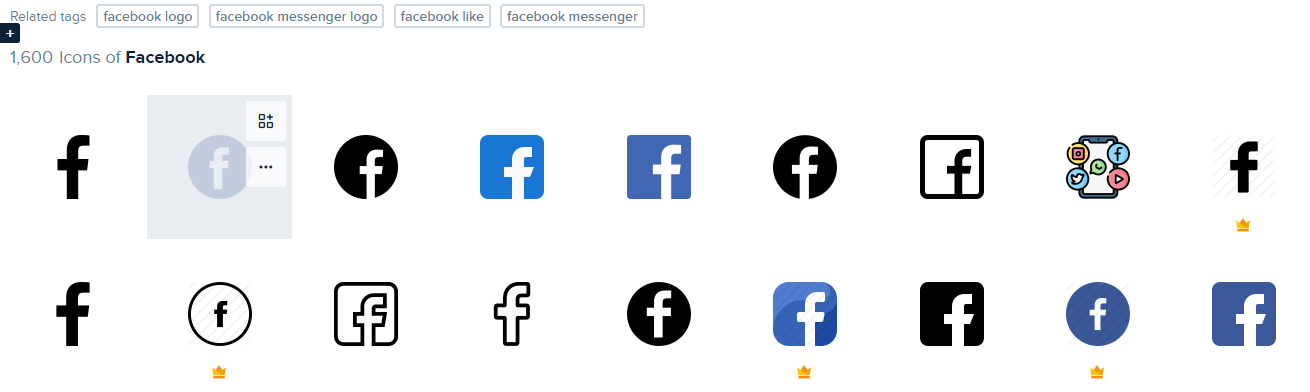 Related tags facebook logo facebook messenger logo facebook like facebook messenger
+
1,600 Icons of Facebook